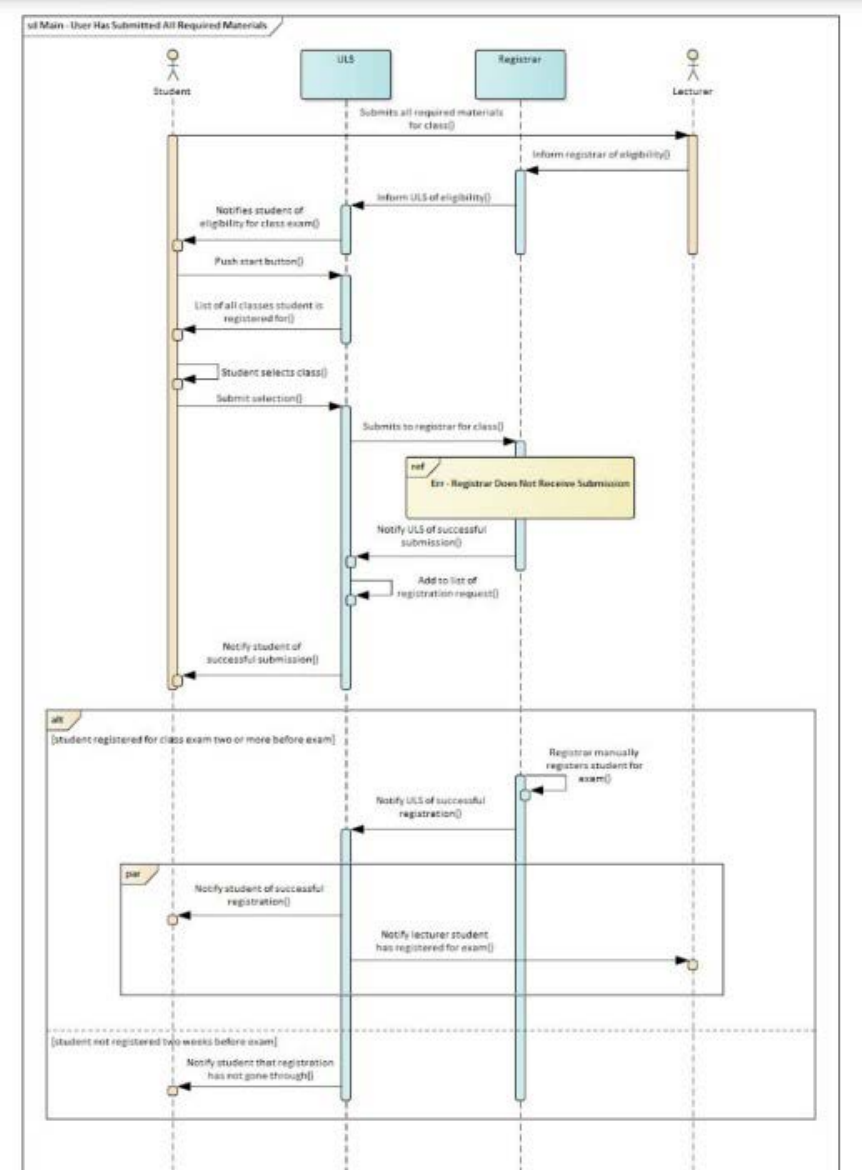 sd Main - User Has Submitted All Required Materials
Student
ULS
Registrar
Lecturer
Submits all required materials
for class()
Inform registrar of eligibility()
Inform ULS of eligibility()
Notifies student of
eligibility for class exam()
Push start button()
List of all classes student is
registered for()
Student selects class()
Submit selection()
Submits to registrar for class()
ref
Err - Registrar Does Not Receive Submission
Notify ULS of successful
submission()
Add to list of
registration request()
Notify student of
successful submission()
alt
[student registered for class exam two or more before exam]
Registrar manually
registers student for
exam()
Notify ULS of successful
registration()
par
Notify student of successful
registration()
Notify lecturer student
has registered for exam()
[student not registered two weeks before exam]
Notify student that registration
has not gone through()